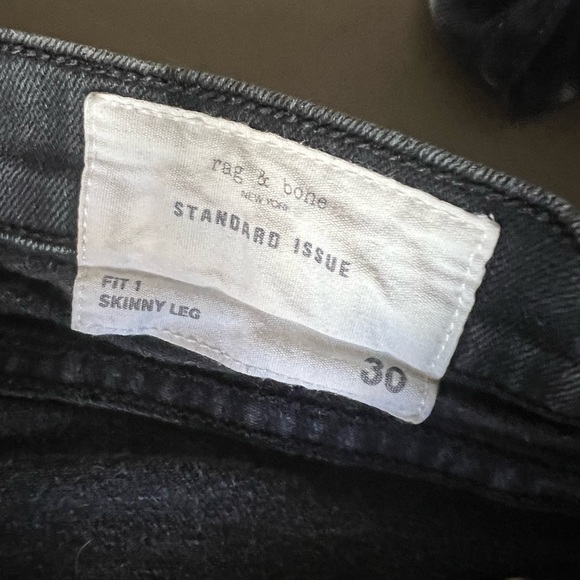 rag & bone
NEW YORK
STANDARD ISSUE
FIT 1
SKINNY LEG
30